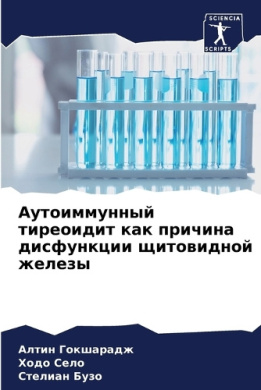 SCIENCIA
SCRIPTS
Аутоиммунный
тиреоидит как причина
дисфункции щитовидной
железы
Алтин Гокшарадж
Ходо Село
Стелиан Бузо